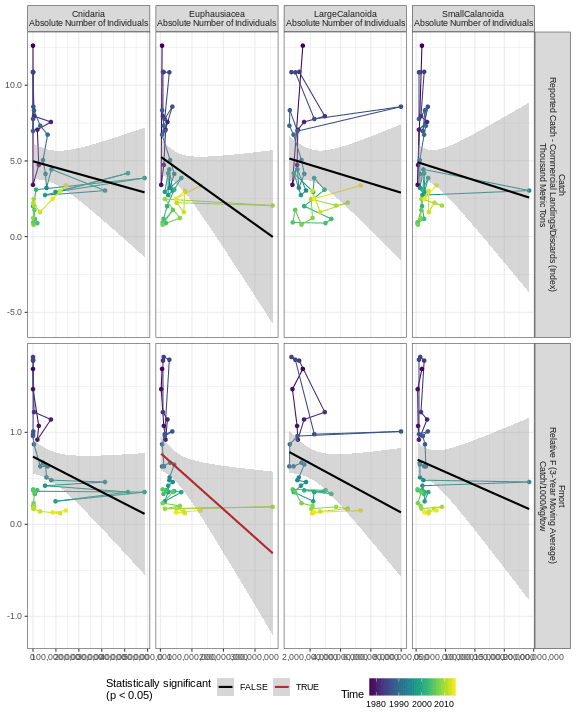 Cnidaria
Absolute Number of Individuals
Euphausiacea
Absolute Number of Individuals
LargeCalanoida
Absolute Number of Individuals
SmallCalanoida
Absolute Number of Individuals
10.0
5.0
0.0
-5.0
Catch
Reported Catch - Commercial Landings/Discards (Index)
Thousand Metric Tons
1.0
0.0
-1.0
Fmort
Relative F (3-Year Moving Average)
Catch/1000/kg/tow
Statistically significant
(p < 0.05)
FALSE
TRUE
Time
1980 1990 2000 2010